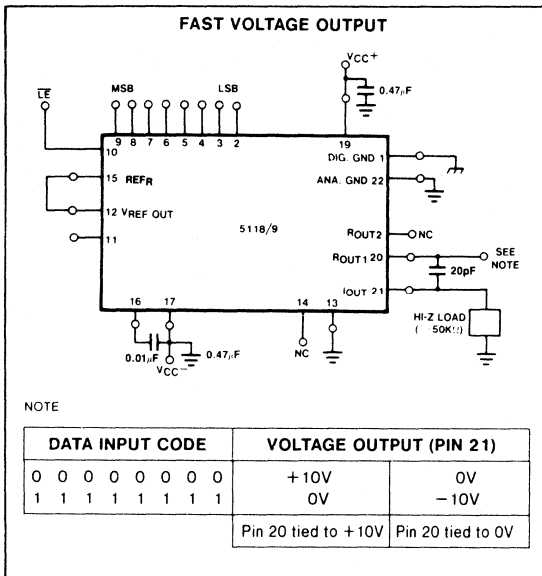 FAST VOLTAGE OUTPUT
VCC+
0.47μF
LE
MSB LSB
9 8 7 6 5 4 3 2
19
10
DIG. GND 1
15 REFR
ANA. GND 22
12 VREF OUT
11
5118/9
ROUT2 NC
ROUT1 20
SEE
NOTE
20pF
IOUT 21
HI-Z LOAD
50KΩ
16 17 14 13
0.01μF
0.47μF
VCC−
NC
NOTE
DATA INPUT CODE VOLTAGE OUTPUT (PIN 21)
0 0 0 0 0 0 0 0 +10V 0V
1 1 1 1 1 1 1 1 0V −10V
Pin 20 tied to +10V Pin 20 tied to 0V